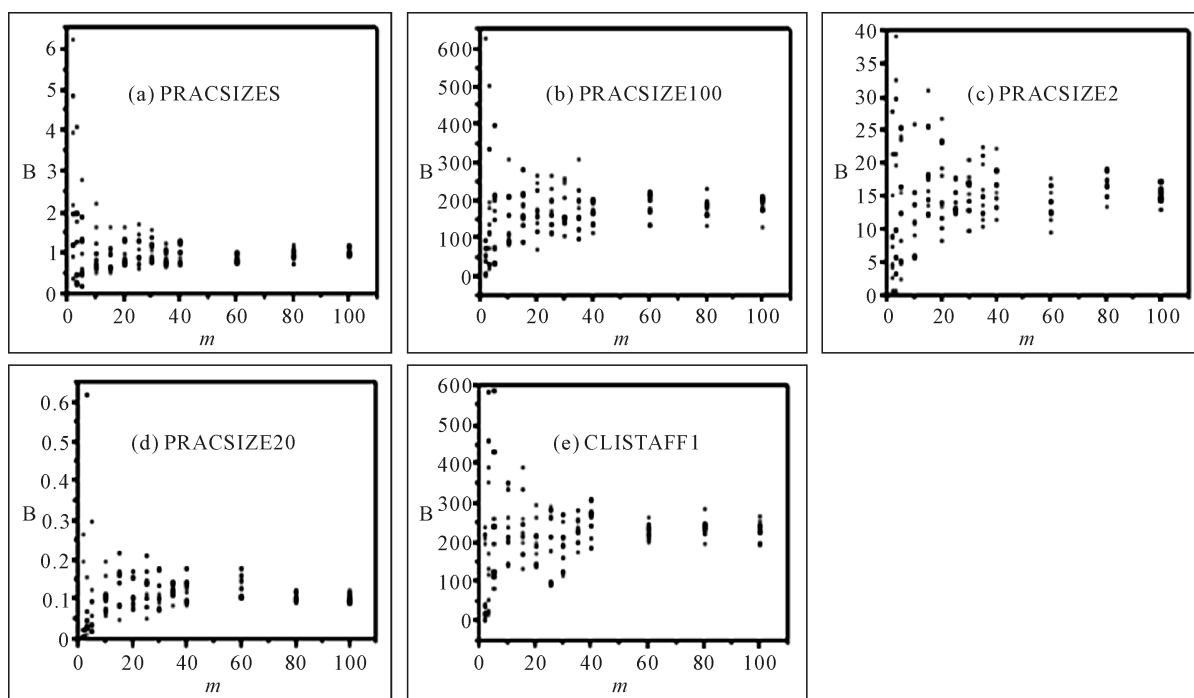 (a) PRACSIZES
6
5
4
3
2
1
0
B
0 20 40 60 80 100
m
(b) PRACSIZE100
600
500
400
300
200
100
0
B
0 20 40 60 80 100
m
(c) PRACSIZE2
40
35
30
25
20
15
10
5
0
B
0 20 40 60 80 100
m
(d) PRACSIZE20
0.6
0.5
0.4
0.3
0.2
0.1
0
B
0 20 40 60 80 100
m
(e) CLISTAFF1
600
500
400
300
200
100
0
B
0 20 40 60 80 100
m